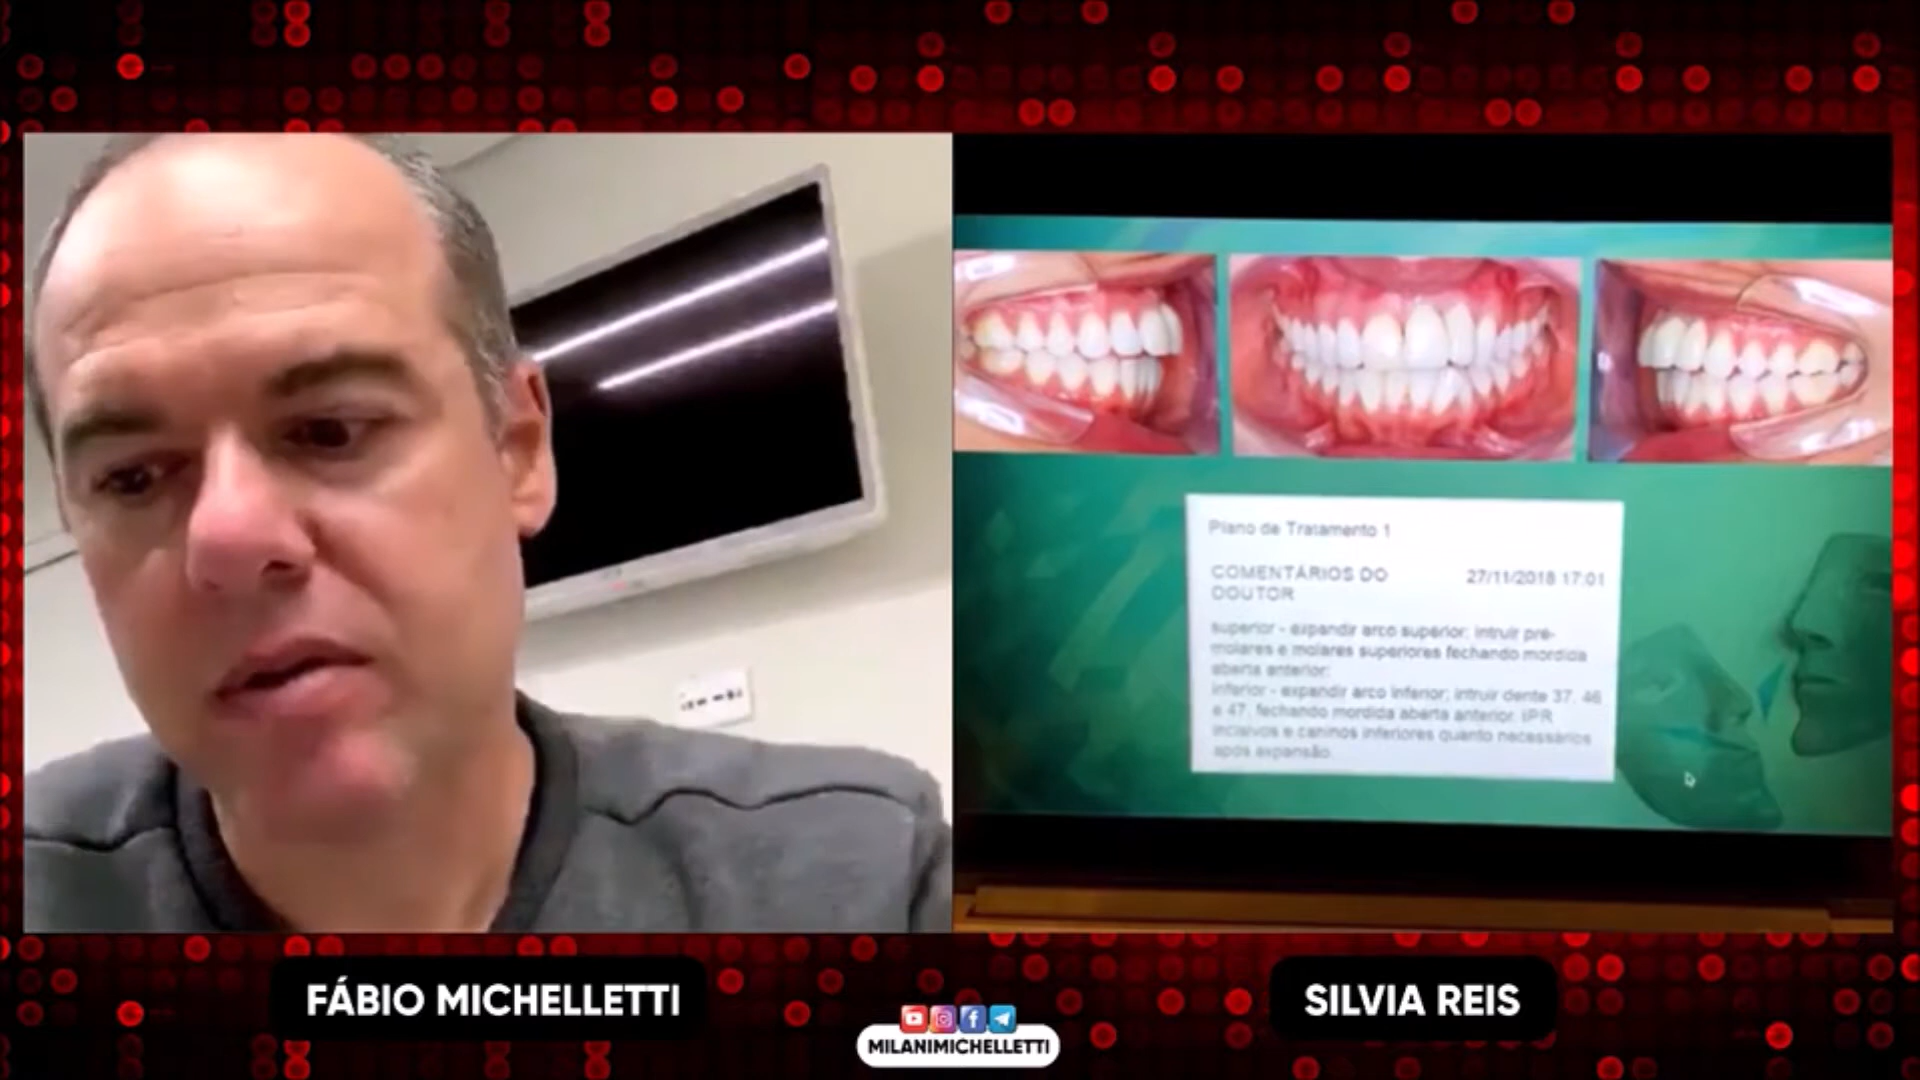 Plano de Tratamento 1
COMENTÁRIOS DO
DOUTOR
27/11/2018 17:01
superior - expandir arco superior; intruir pré-
molares e molares superiores fechando mordida
aberta anterior;
inferior - expandir arco inferior; intruir dente 37, 46
e 47, fechando mordida aberta anterior. IPR
incisivos e caninos inferiores quanto necessários
após expansão.
FÁBIO MICHELLETTI
SILVIA REIS
MILANIMICHELLETTI